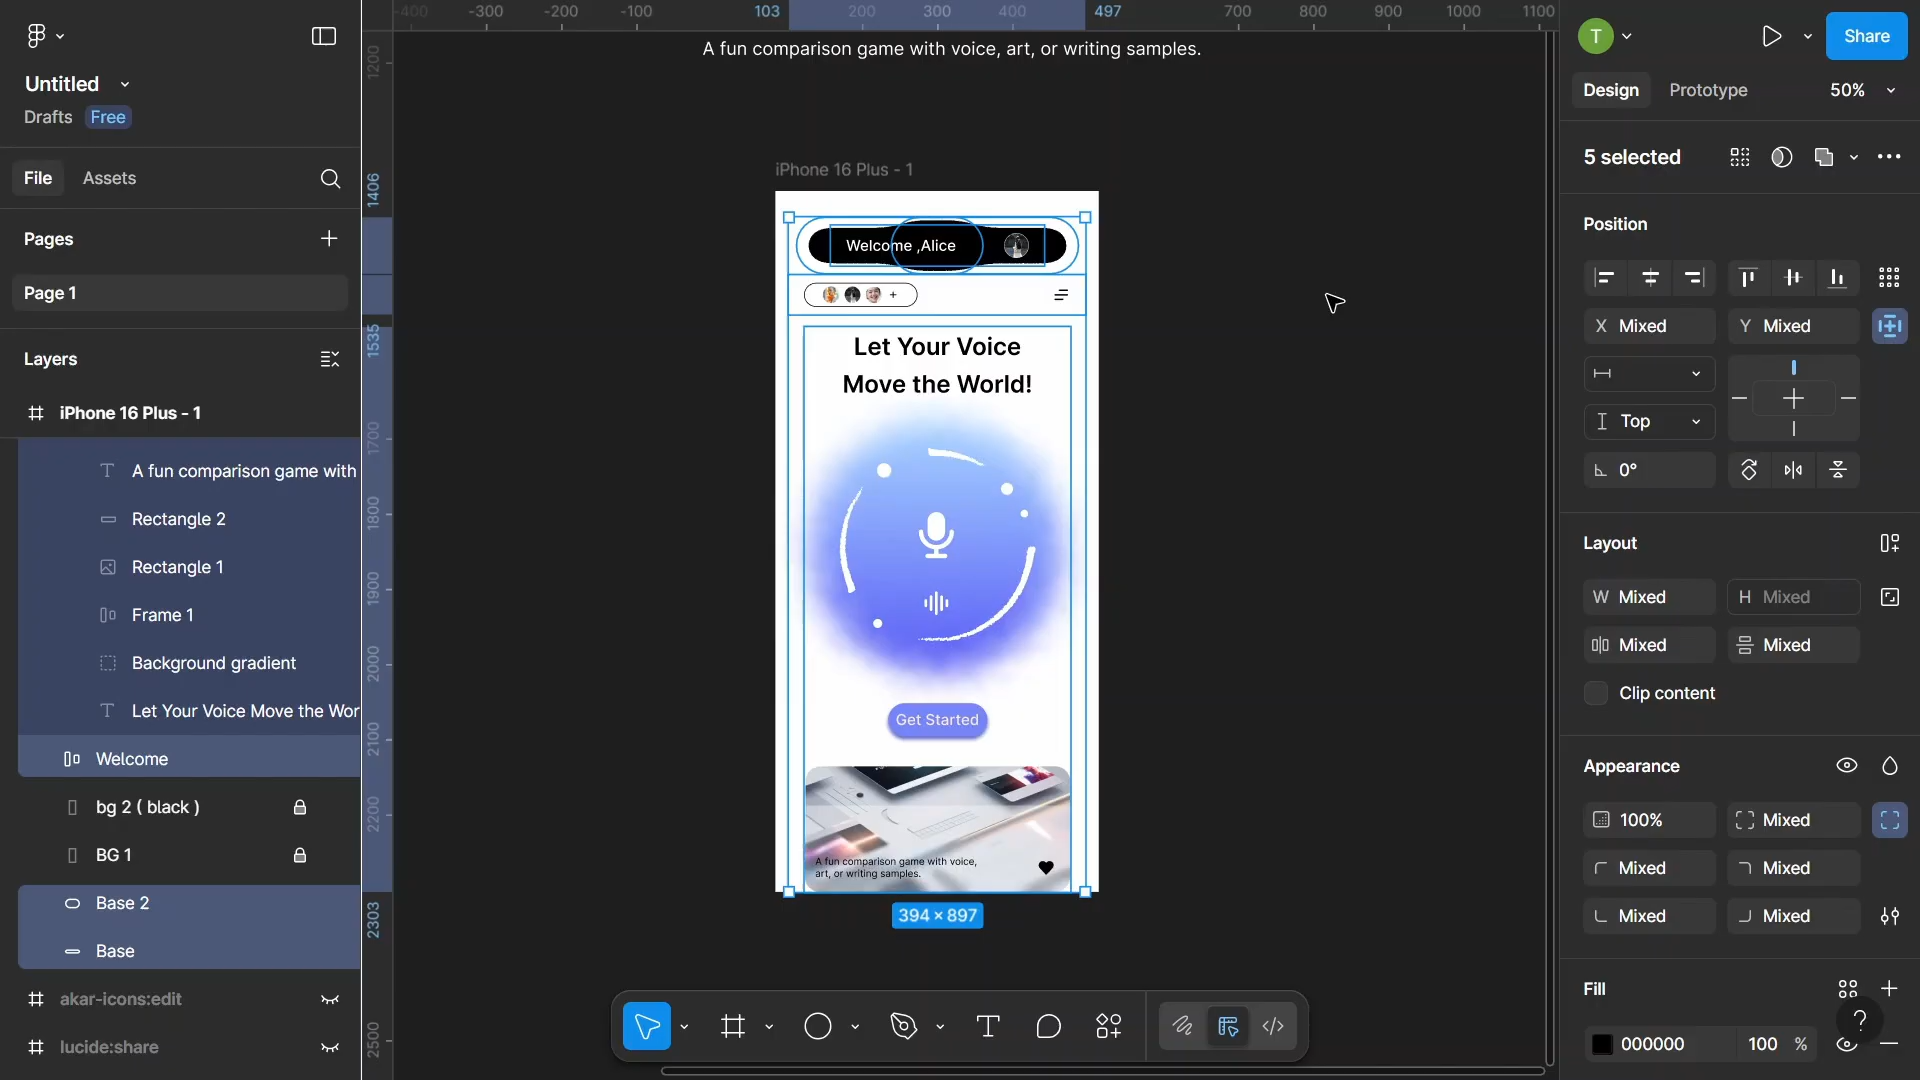 Untitled
Drafts
Free
File
Assets
Pages
Page 1
Layers
iPhone 16 Plus - 1
A fun comparison game with
Rectangle 2
Rectangle 1
Frame 1
Background gradient
Let Your Voice Move the Wor
Welcome
bg 2 ( black )
BG 1
Base 2
Base
akar-icons:edit
lucide:share
-400 -300 -200 -100 103 200 300 400 497 700 800 900 1000 1100
1200
1406
1535
1700
1800
1900
2000
2100
2200
2303
2500
A fun comparison game with voice, art, or writing samples.
iPhone 16 Plus - 1
Welcome ,Alice
+
Let Your Voice
Move the World!
Get Started
A fun comparison game with voice,
art, or writing samples.
394 × 897
T
Share
Design
Prototype
50%
5 selected
Position
X Mixed
Y Mixed
Top
0°
Layout
W Mixed
H Mixed
Mixed
Mixed
Clip content
Appearance
100%
Mixed
Mixed
Mixed
Mixed
Mixed
Fill
?
000000
100 %